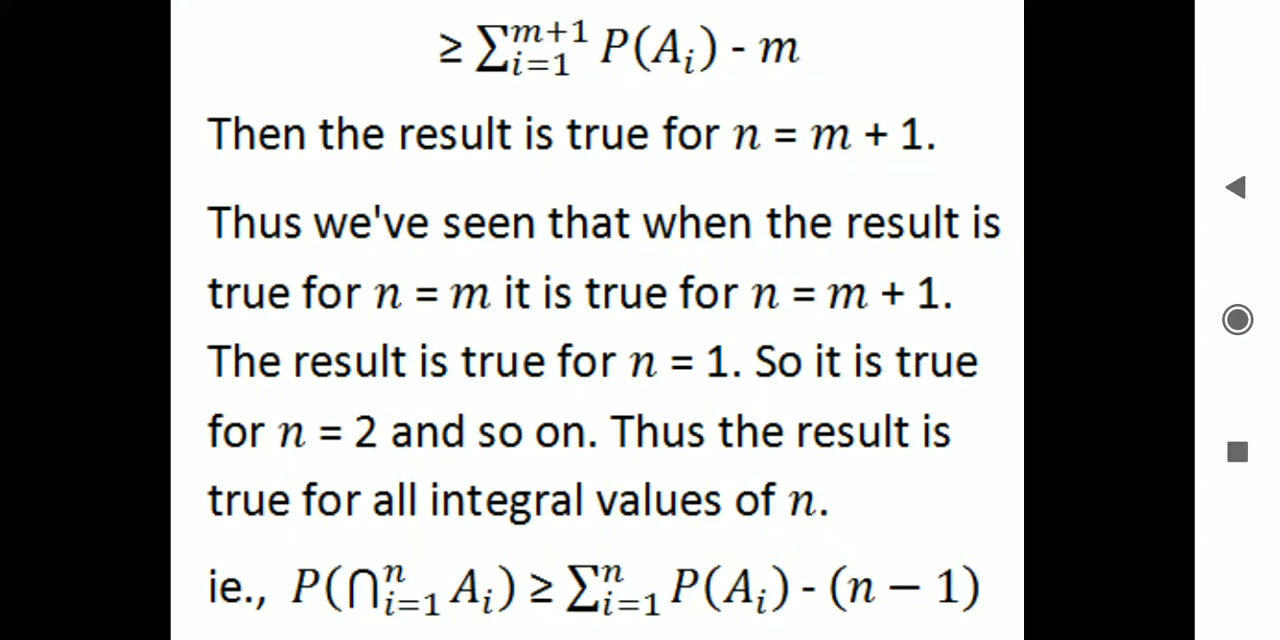 ≥ ∑_{i=1}^{m+1} P(A_i) - m
Then the result is true for n = m + 1.
Thus we've seen that when the result is
true for n = m it is true for n = m + 1.
The result is true for n = 1. So it is true
for n = 2 and so on. Thus the result is
true for all integral values of n.
ie., P(⋂_{i=1}^{n} A_i) ≥ ∑_{i=1}^{n} P(A_i) - (n − 1)